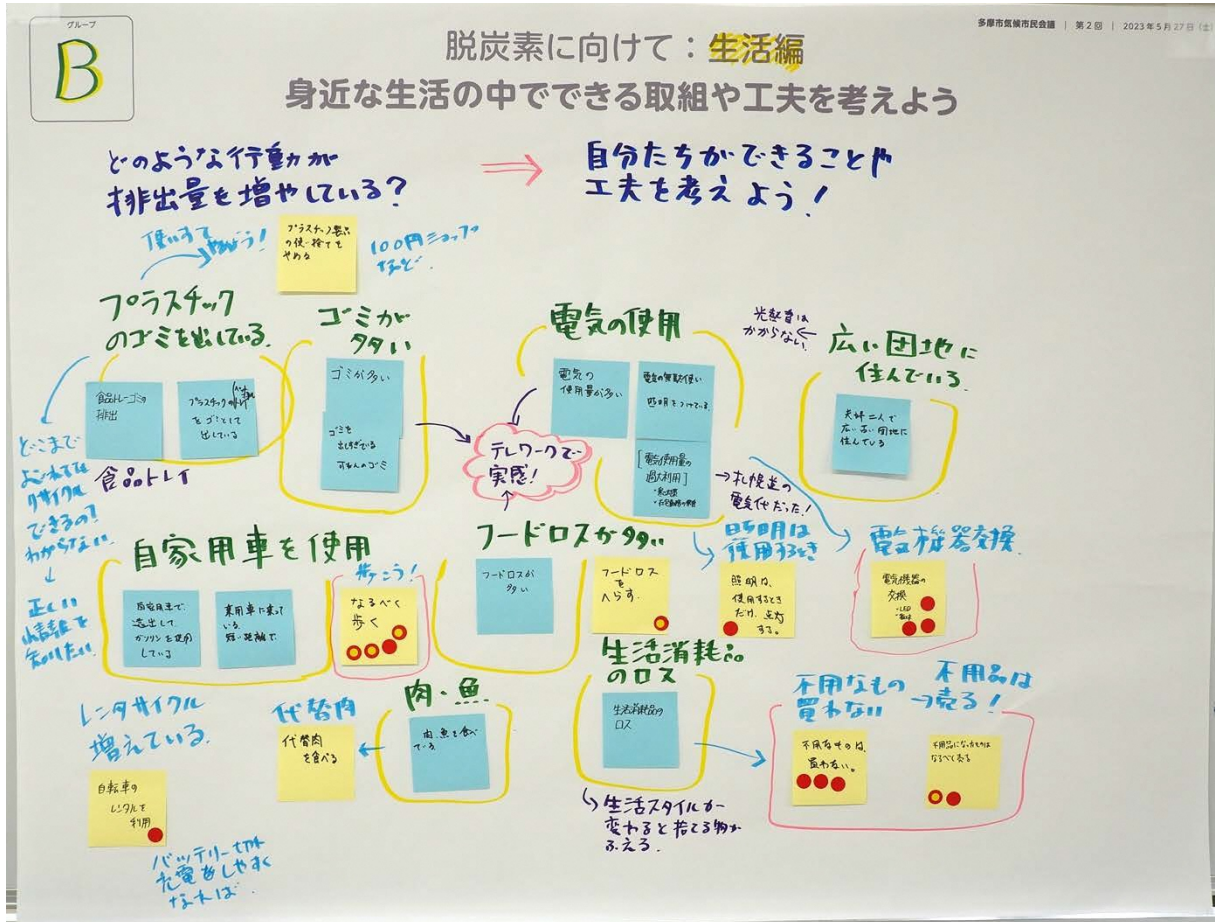 グループ
B
多摩市気候市民会議 | 第2回 | 2023年5月27日(土)
脱炭素に向けて:生活編
身近な生活の中でできる取組や工夫を考えよう
どのような行動が
排出量を増やしている?
自分たちができることや
工夫を考えよう!
使いすて
やめよう!
プラスチック製品
の使い捨てを
やめる
100円ショップ
など
プラスチック
のゴミを出している
食品トレーゴミの
排出
プラスチック
をゴミとして
出している
食品トレイ
どこまで
よごれてても
リサイクル
できるの?
わからない
↓
正しい
情報を
知りたい
ゴミが
多い
ゴミが多い
ゴミを
出しすぎている
テレワークで
実感!
電気の使用
電気の
使用量が多い
電気の無駄使い
照明をつけている
[電気使用量の
過大利用]
→札幌並の
電気代だった!
光熱費は
かからない
広い団地に
住んでいる
夫婦二人で
広い古い団地に
住んでいる
自家用車を使用
自家用車で
遠出して
ガソリンを使用
している
乗用車に乗って
いる
短い距離で
歩こう!
なるべく
歩く
フードロスが多い
フードロスが
多い
フードロス
を
へらす。
照明は
使用するとき
照明は、
使用するとき
だけ、点灯
する。
電気機器交換
電気機器の
交換
・LED
レンタサイクル
増えている
自転車の
レンタルを
利用
バッテリー切れ
充電をしやすく
なれば
代替肉
代替肉
を食べる
肉・魚
肉、魚を食べ
ている
生活消耗品
のロス
生活消耗品の
ロス
生活スタイルが
変わると捨てる物が
ふえる
不用なもの
買わない
→不用品は
売る!
不用なものは、
買わない。
不用品になったものは
なるべく売る